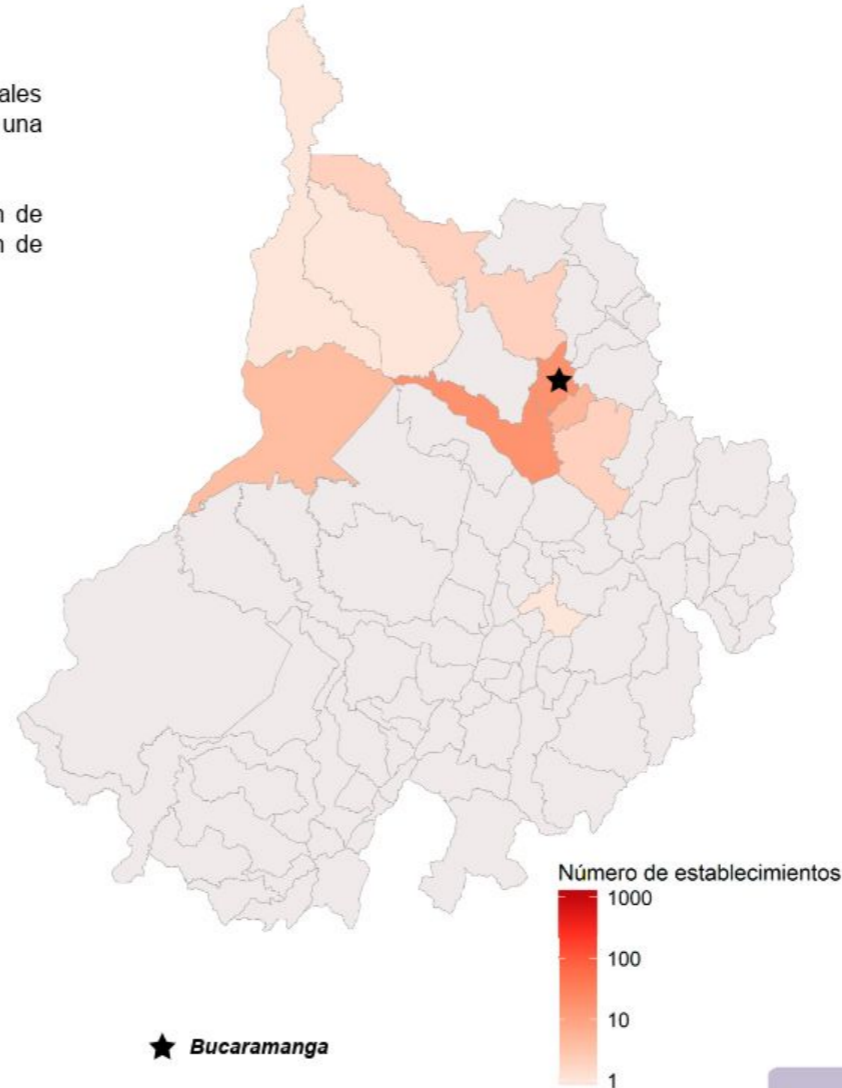 ales
una
n de
n de
Número de establecimientos
1000
100
10
1
Bucaramanga